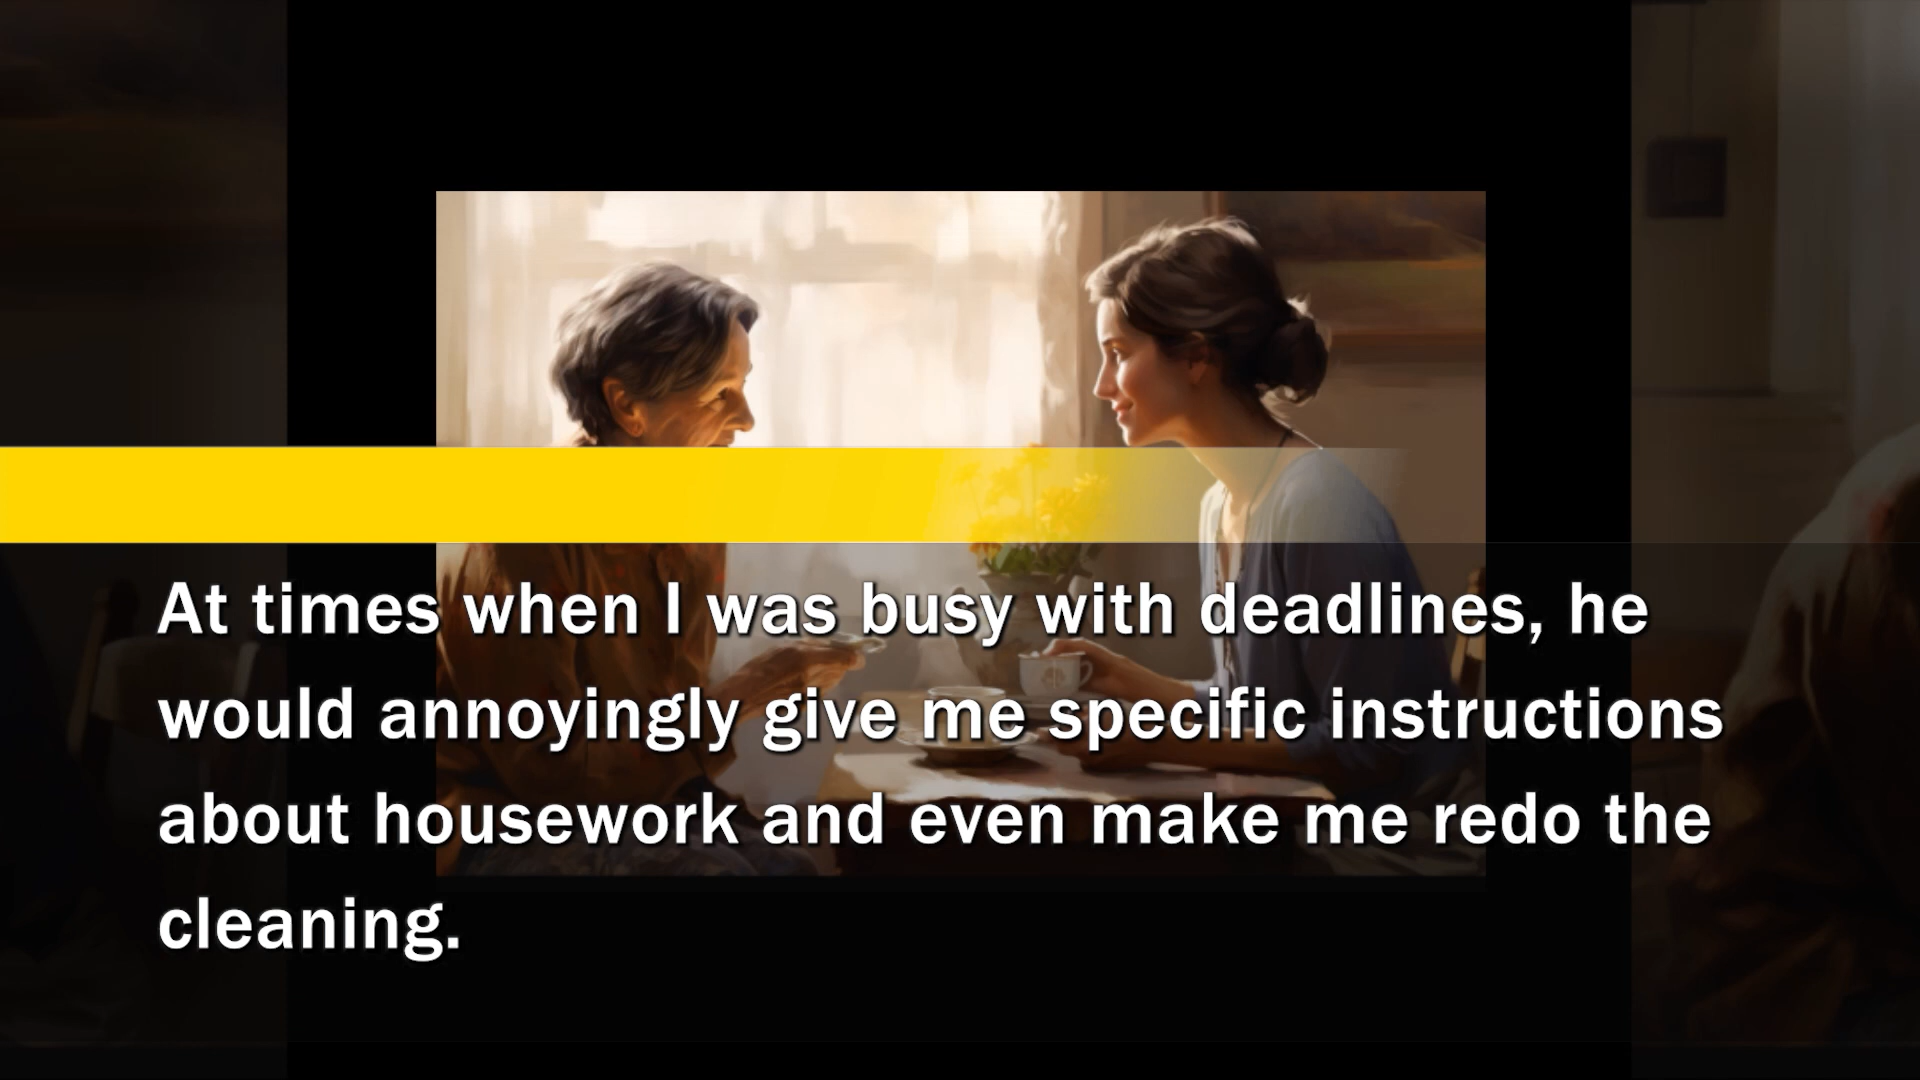 At times when I was busy with deadlines, he
would annoyingly give me specific instructions
about housework and even make me redo the
cleaning.